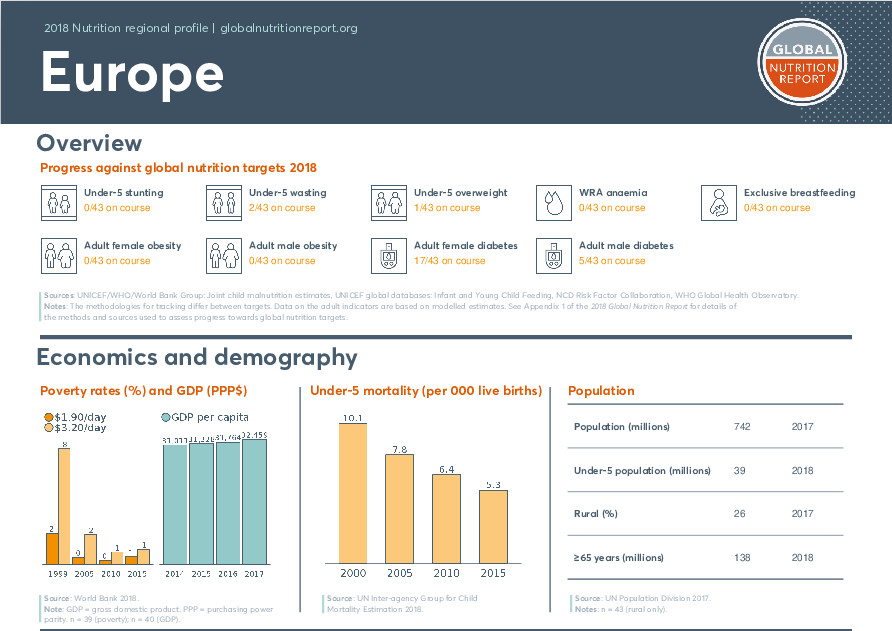 2018 Nutrition regional profile | globalnutritionreport.org
Europe
GLOBAL
NUTRITION
REPORT
Overview
Progress against global nutrition targets 2018
Under-5 stunting
0/43 on course
Under-5 wasting
2/43 on course
Under-5 overweight
1/43 on course
WRA anaemia
0/43 on course
Exclusive breastfeeding
0/43 on course
Adult female obesity
0/43 on course
Adult male obesity
0/43 on course
Adult female diabetes
17/43 on course
Adult male diabetes
5/43 on course
Sources: UNICEF/WHO/World Bank Group: Joint child malnutrition estimates, UNICEF global databases: Infant and Young Child Feeding, NCD Risk Factor Collaboration, WHO Global Health Observatory.
Notes: The methodologies for tracking differ between targets. Data on the adult indicators are based on modelled estimates. See Appendix 1 of the 2018 Global Nutrition Report for details of
the methods and sources used to assess progress towards global nutrition targets.
Economics and demography
Poverty rates (%) and GDP (PPP$)
$1.90/day
$3.20/day
GDP per capita
2 8 0 2 0 1 1
31,011 31,764 32,459
1999 2005 2010 2015
2014 2015 2016 2017
Source: World Bank 2018.
Note: GDP = gross domestic product. PPP = purchasing power
parity. n = 39 (poverty); n = 40 (GDP).
Under-5 mortality (per 000 live births)
10.1 7.8 6.4 5.3
2000 2005 2010 2015
Source: UN Inter-agency Group for Child
Mortality Estimation 2018.
Population
Population (millions) 742 2017
Under-5 population (millions) 39 2018
Rural (%) 26 2017
≥65 years (millions) 138 2018
Source: UN Population Division 2017.
Notes: n = 43 (rural only).